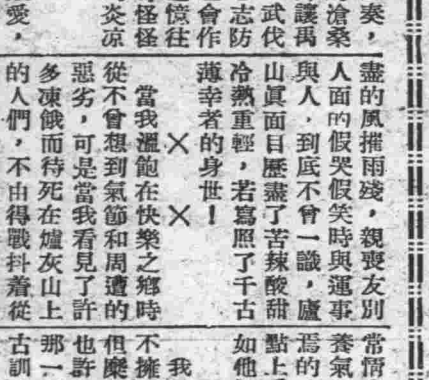 奏，
滄桑
護禹
武伐
志防
會作
憶往
怪怪
炎凉
愛，
盡的風摧雨殘，親喪友別
人面的假哭假笑時與運事
與人，到底不曾一識，廬
山眞面目歷盡了苦辣酸甜
冷熱重輕，若寫照了千古
薄幸者的身世！
× ×
當我溫飽在快樂之鄉時
從不曾想到氣節和周遭的
惡劣，可是當我看見了許
多凍餓而待死在爐灰山上
的人們，不由得戰抖着從
常情
養氣
焉的
點上
如他
我
不擁
但糜
也許
那一
古訓